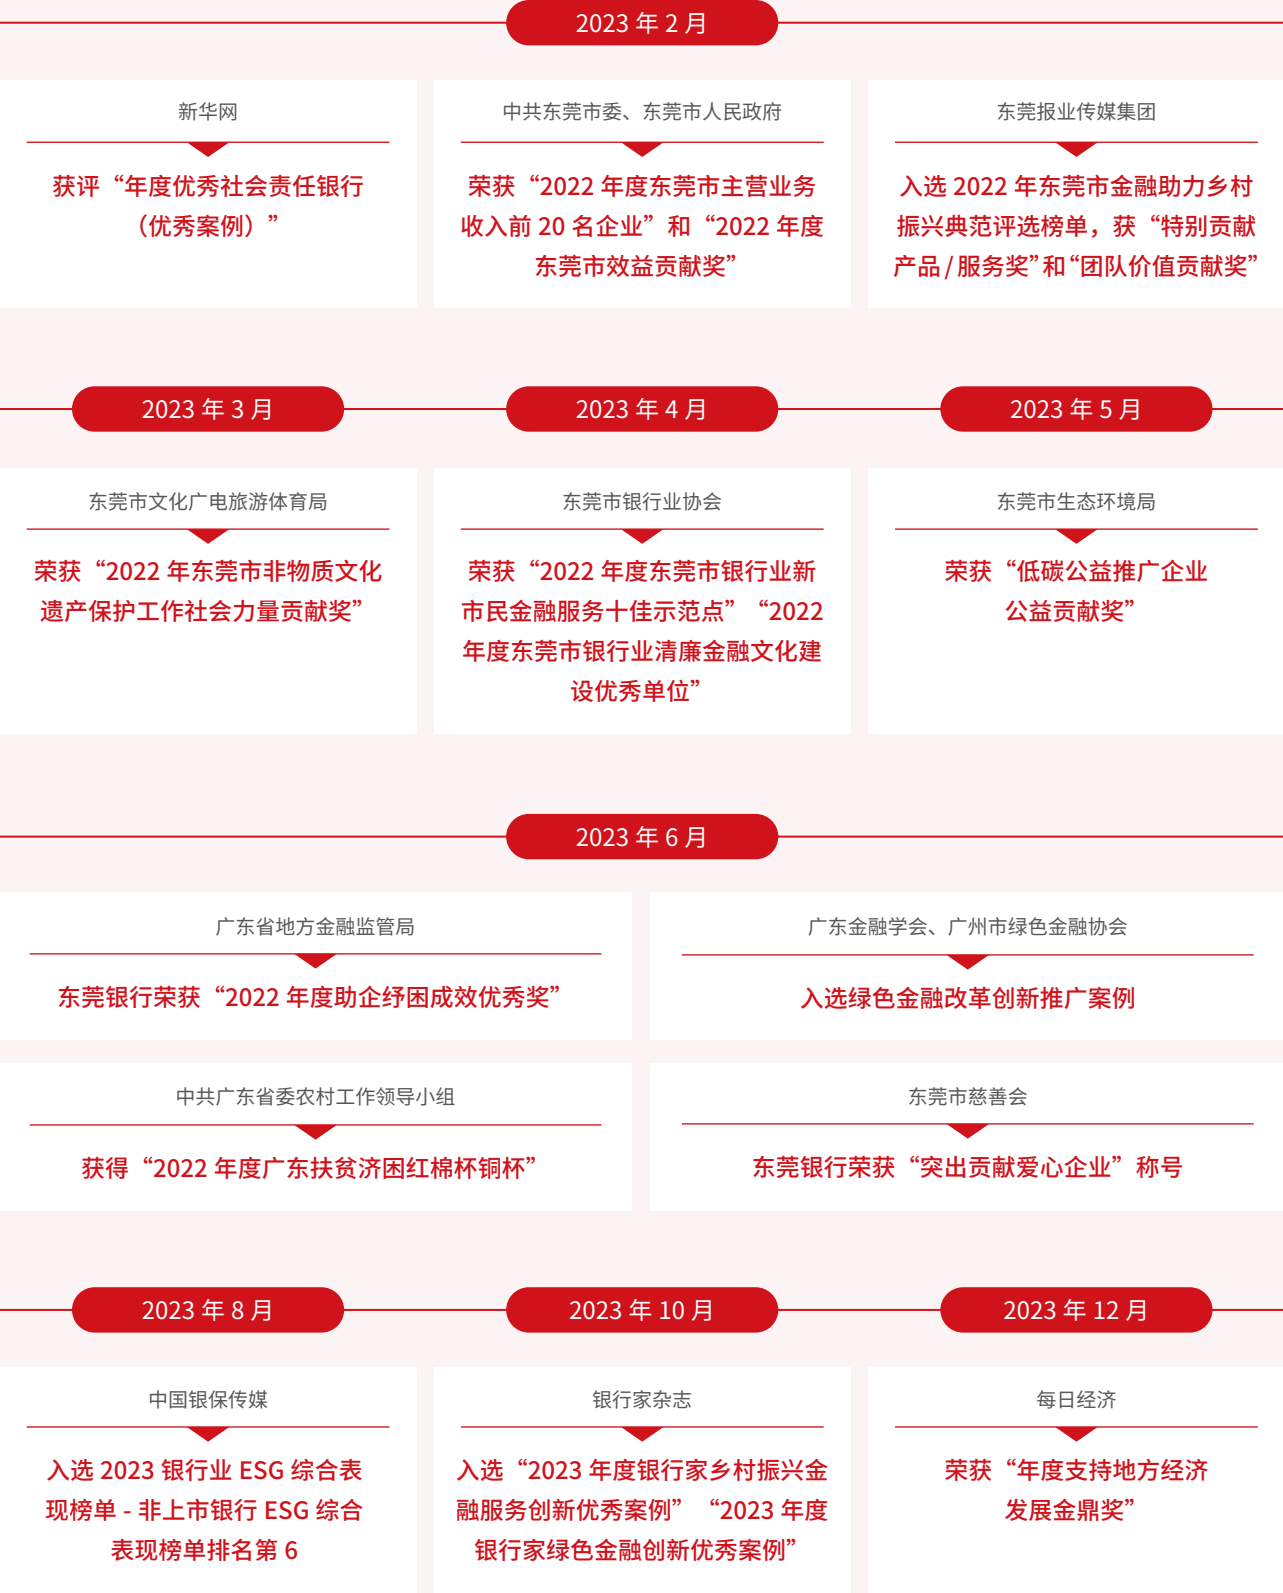 2023 年 2 月
新华网
获评“年度优秀社会责任银行
（优秀案例）”
中共东莞市委、东莞市人民政府
荣获“2022 年度东莞市主营业务
收入前 20 名企业”和“2022 年度
东莞市效益贡献奖”
东莞报业传媒集团
入选 2022 年东莞市金融助力乡村
振兴典范评选榜单，获“特别贡献
产品 / 服务奖”和“团队价值贡献奖”
2023 年 3 月
东莞市文化广电旅游体育局
荣获“2022 年东莞市非物质文化
遗产保护工作社会力量贡献奖”
2023 年 4 月
东莞市银行业协会
荣获“2022 年度东莞市银行业新
市民金融服务十佳示范点”“2022
年度东莞市银行业清廉金融文化建
设优秀单位”
2023 年 5 月
东莞市生态环境局
荣获“低碳公益推广企业
公益贡献奖”
2023 年 6 月
广东省地方金融监管局
东莞银行荣获“2022 年度助企纾困成效优秀奖”
广东金融学会、广州市绿色金融协会
入选绿色金融改革创新推广案例
中共广东省委农村工作领导小组
获得“2022 年度广东扶贫济困红棉杯铜杯”
东莞市慈善会
东莞银行荣获“突出贡献爱心企业”称号
2023 年 8 月
中国银保传媒
入选 2023 银行业 ESG 综合表
现榜单 - 非上市银行 ESG 综合
表现榜单排名第 6
2023 年 10 月
银行家杂志
入选“2023 年度银行家乡村振兴金
融服务创新优秀案例”“2023 年度
银行家绿色金融创新优秀案例”
2023 年 12 月
每日经济
荣获“年度支持地方经济
发展金鼎奖”